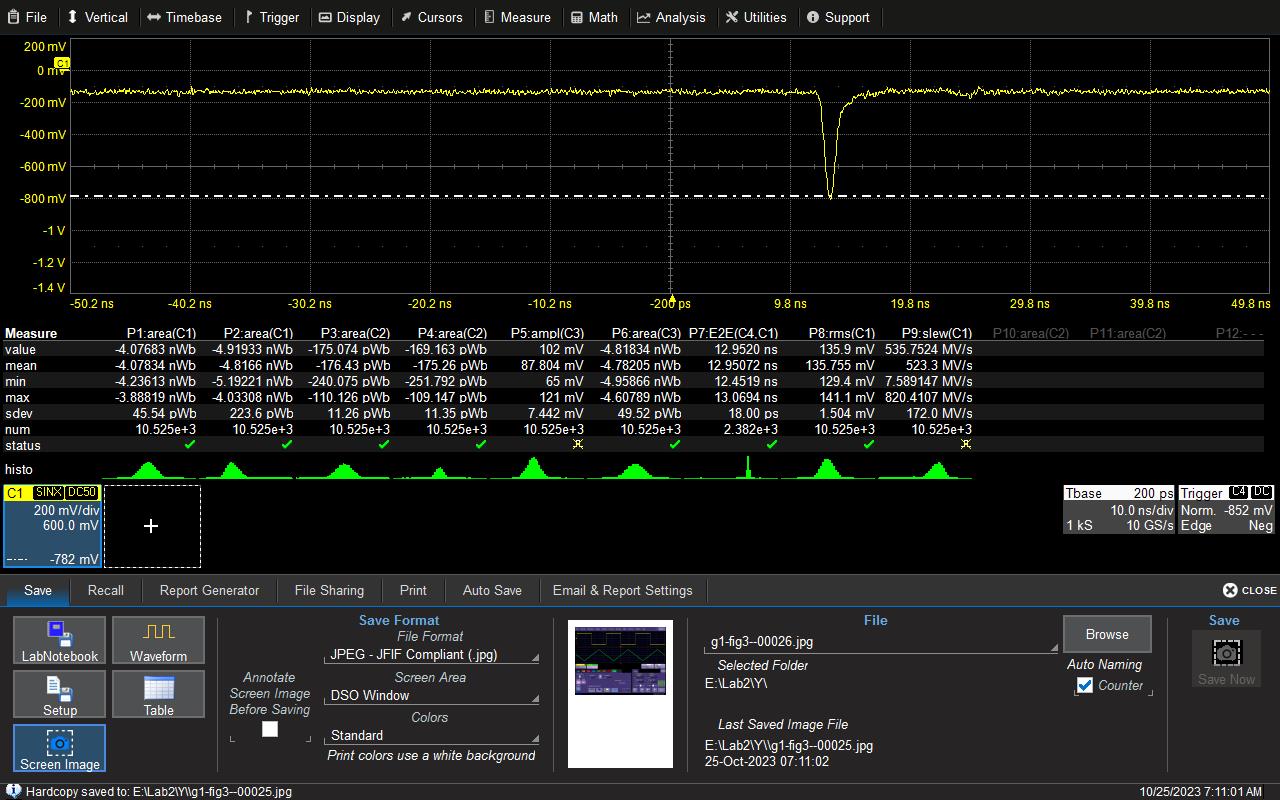 File Vertical Timebase Trigger Display Cursors Measure Math Analysis Utilities Support
200 mV
C1
0 mV
-200 mV
-400 mV
-600 mV
-800 mV
-1 V
-1.2 V
-1.4 V
-50.2 ns -40.2 ns -30.2 ns -20.2 ns -10.2 ns -200 ps 9.8 ns 19.8 ns 29.8 ns 39.8 ns 49.8 ns
Measure P1:area(C1) P2:area(C1) P3:area(C2) P4:area(C2) P5:ampl(C3) P6:area(C3) P7:E2E(C4,C1) P8:rms(C1) P9:slew(C1) P10:area(C2) P11:area(C2) P12:- - -
value -4.07683 nWb -4.91933 nWb -175.074 pWb -169.163 pWb 102 mV -4.81834 nWb 12.9520 ns 135.9 mV 535.7524 MV/s
mean -4.07834 nWb -4.8166 nWb -176.43 pWb -175.26 pWb 87.804 mV -4.78205 nWb 12.95072 ns 135.755 mV 523.3 MV/s
min -4.23613 nWb -5.19221 nWb -240.075 pWb -251.792 pWb 65 mV -4.95866 nWb 12.4519 ns 129.4 mV 7.589147 MV/s
max -3.88819 nWb -4.03308 nWb -110.126 pWb -109.147 pWb 121 mV -4.60789 nWb 13.0694 ns 141.1 mV 820.4107 MV/s
sdev 45.54 pWb 223.6 pWb 11.26 pWb 11.35 pWb 7.442 mV 49.52 pWb 18.00 ps 1.504 mV 172.0 MV/s
num 10.525e+3 10.525e+3 10.525e+3 10.525e+3 10.525e+3 10.525e+3 2.382e+3 10.525e+3 10.525e+3
status
histo
C1 SINX DC50
200 mV/div
600.0 mV
-782 mV
+
Tbase 200 ps
10.0 ns/div
1 kS 10 GS/s
Trigger C4 DC
Norm. -852 mV
Edge Neg
Save Recall Report Generator File Sharing Print Auto Save Email & Report Settings CLOSE
LabNotebook
Waveform
Setup
Table
Screen Image
Annotate
Screen Image
Before Saving
Save Format
File Format
JPEG - JFIF Compliant (.jpg)
Screen Area
DSO Window
Colors
Standard
Print colors use a white background
File
g1-fig3--00026.jpg
Browse
Selected Folder
E:\Lab2\Y\
Auto Naming
Counter
Last Saved Image File
E:\Lab2\Y\\g1-fig3--00025.jpg
25-Oct-2023 07:11:02
Save
Save Now
Hardcopy saved to: E:\Lab2\Y\\g1-fig3--00025.jpg
10/25/2023 7:11:01 AM